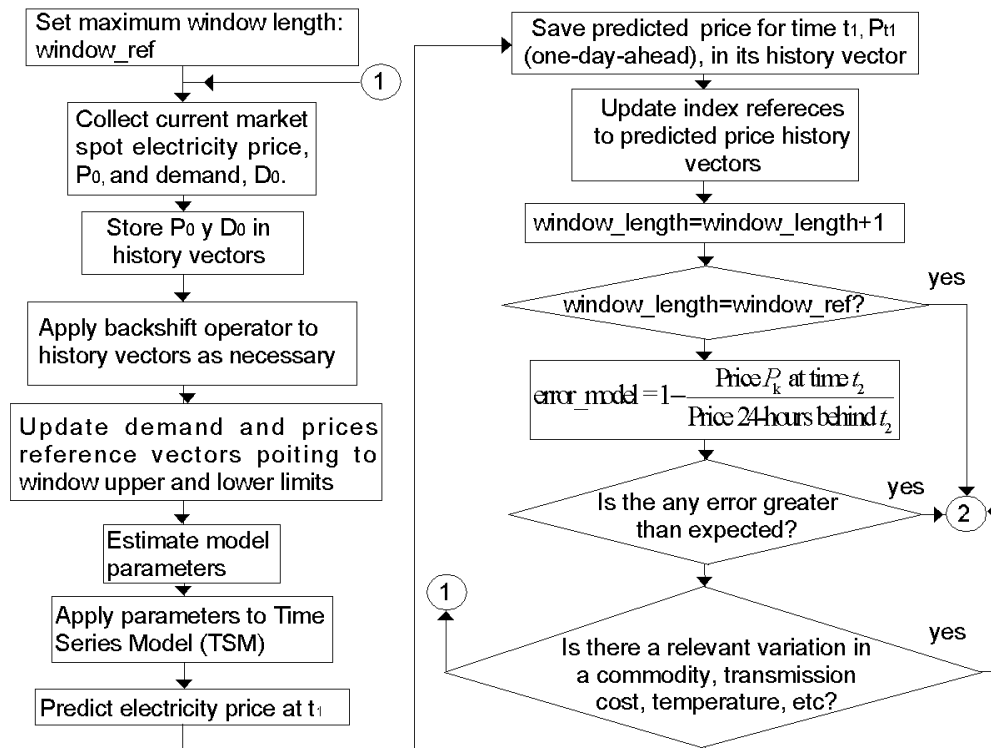 Set maximum window length:
window_ref
1
Collect current market
spot electricity price,
P0, and demand, D0.
Store P0 y D0 in
history vectors
Apply backshift operator to
history vectors as necessary
Update demand and prices
reference vectors poiting to
window upper and lower limits
Estimate model
parameters
Apply parameters to Time
Series Model (TSM)
Predict electricity price at t1
Save predicted price for time t1, Pt1
(one-day-ahead), in its history vector
Update index refereces
to predicted price history
vectors
window_length=window_length+1
yes
window_length=window_ref?
error_model = 1 − Price Pk at time t2
Price 24-hours behind t2
yes
Is the any error greater
than expected?
2
1
yes
Is there a relevant variation in
a commodity, transmission
cost, temperature, etc?